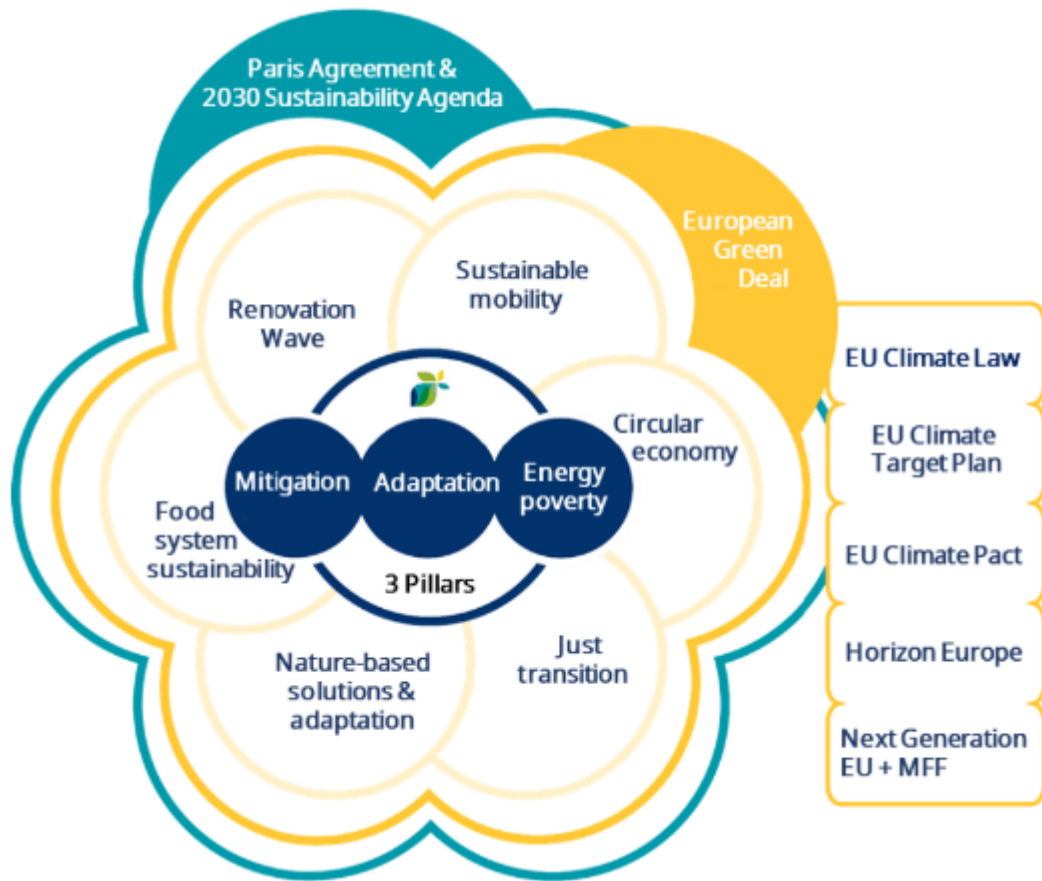 Paris Agreement &
2030 Sustainability Agenda
European
Green
Deal
Sustainable
mobility
Renovation
Wave
Circular
economy
Mitigation
Adaptation
Energy
poverty
Food
system
sustainability
3 Pillars
Nature-based
solutions &
adaptation
Just
transition
EU Climate Law
EU Climate
Target Plan
EU Climate Pact
Horizon Europe
Next Generation
EU + MFF